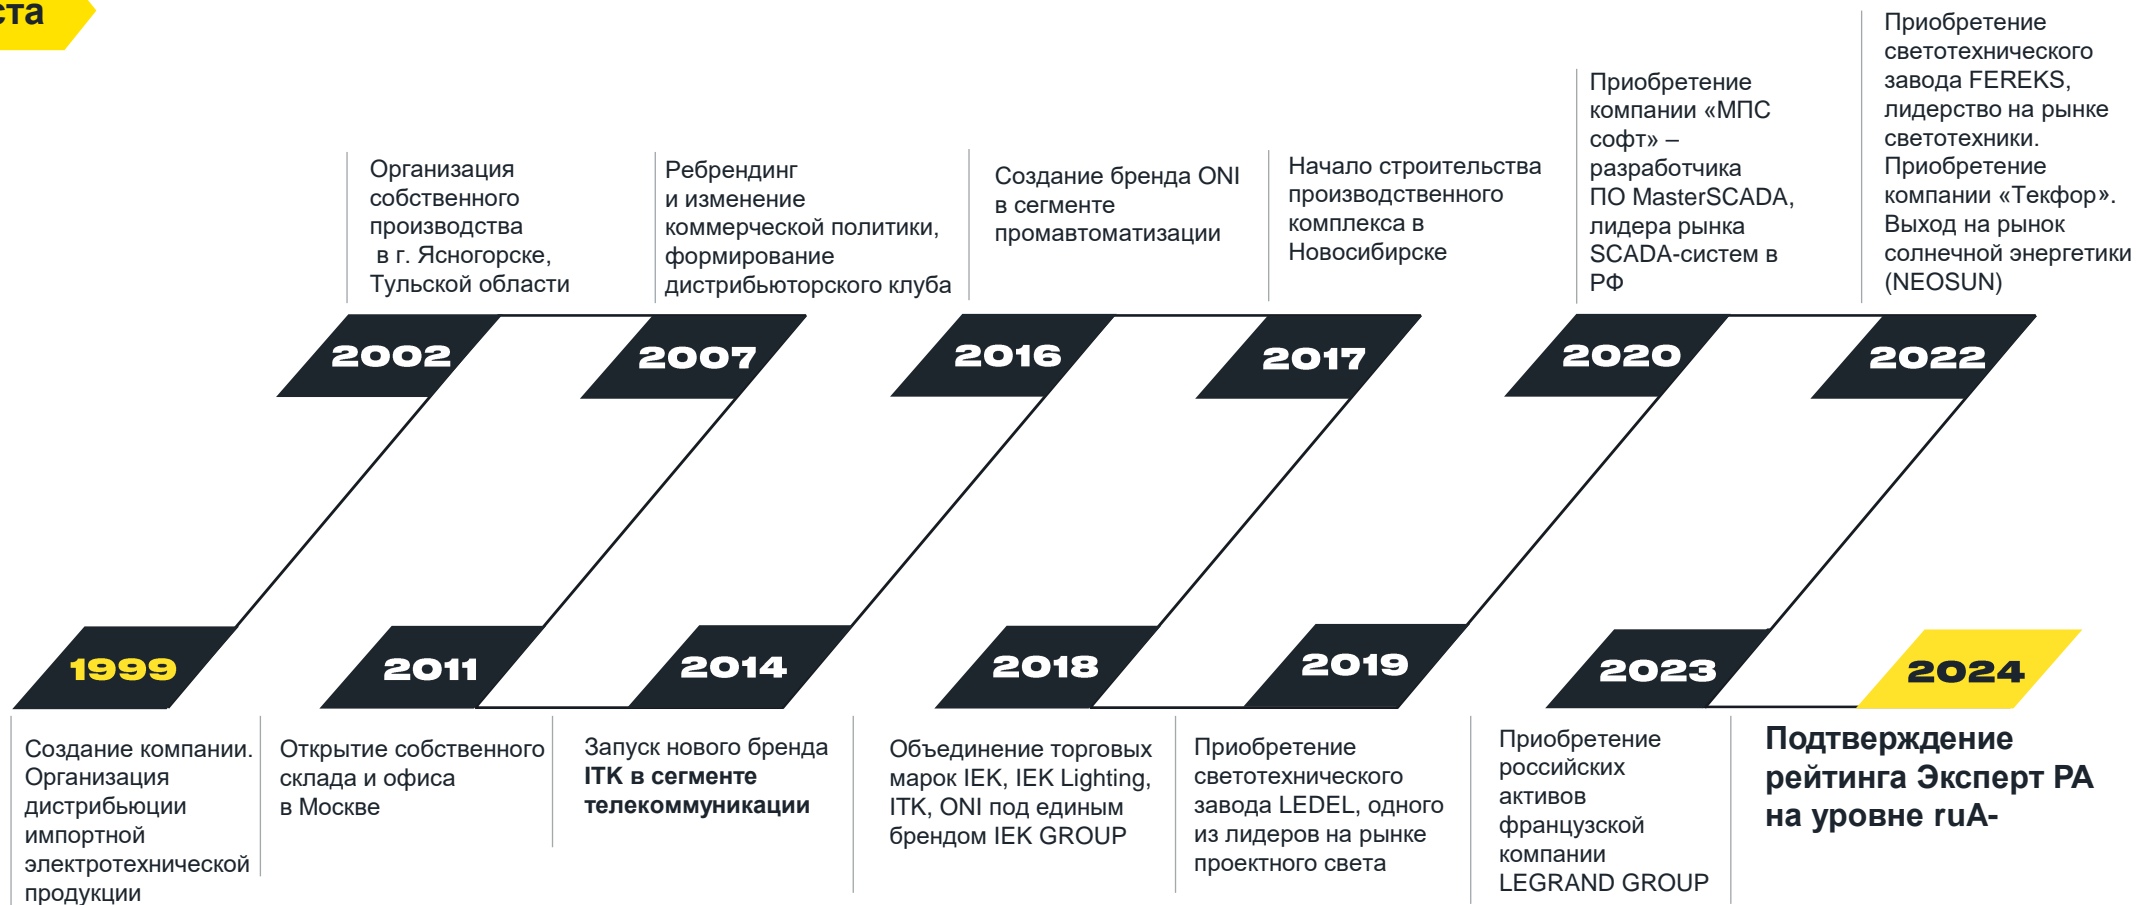 ста
Организация
собственного
производства
в г. Ясногорске,
Тульской области
Ребрендинг
и изменение
коммерческой политики,
формирование
дистрибьюторского клуба
Создание бренда ONI
в сегменте
промавтоматизации
Начало строительства
производственного
комплекса в
Новосибирске
Приобретение
компании «МПС
софт» –
разработчика
ПО MasterSCADA,
лидера рынка
SCADA-систем в
РФ
Приобретение
светотехнического
завода FEREKS,
лидерство на рынке
светотехники.
Приобретение
компании «Текфор».
Выход на рынок
солнечной энергетики
(NEOSUN)
2002
2007
2016
2017
2020
2022
1999
2011
2014
2018
2019
2023
2024
Создание компании.
Организация
дистрибьюции
импортной
электротехнической
продукции
Открытие собственного
склада и офиса
в Москве
Запуск нового бренда
ITK в сегменте
телекоммуникации
Объединение торговых
марок IEK, IEK Lighting,
ITK, ONI под единым
брендом IEK GROUP
Приобретение
светотехнического
завода LEDEL, одного
из лидеров на рынке
проектного света
Приобретение
российских
активов
французской
компании
LEGRAND GROUP
Подтверждение
рейтинга Эксперт РА
на уровне ruA-